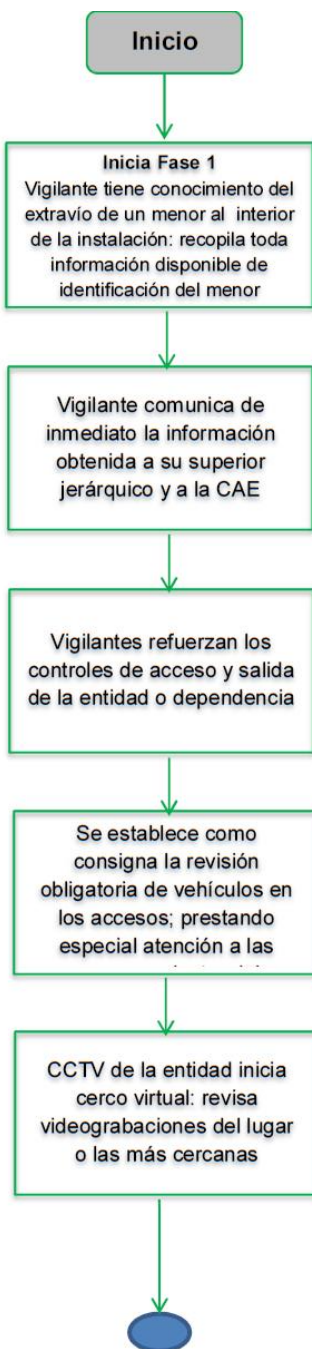 Inicio
Inicia Fase 1
Vigilante tiene conocimiento del
extravío de un menor al interior
de la instalación: recopila toda
información disponible de
identificación del menor
Vigilante comunica de
inmediato la información
obtenida a su superior
jerárquico y a la CAE
Vigilantes refuerzan los
controles de acceso y salida
de la entidad o dependencia
Se establece como
consigna la revisión
obligatoria de vehículos en
los accesos; prestando
especial atención a las
CCTV de la entidad inicia
cerco virtual: revisa
videograbaciones del lugar
o las más cercanas